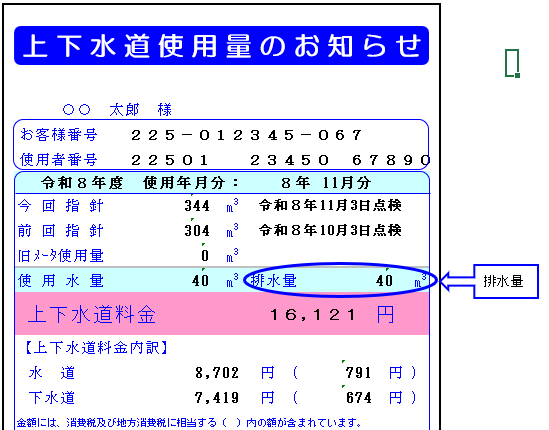 上下水道使用量のお知らせ
〇〇　太郎　様
お客様番号　225－012345－067
使用者番号　22501　23450　67890
令和８年度　使用年月分：　８年 11月分
今回指針　344 ㎥　令和８年11月3日点検
前回指針　304 ㎥　令和８年10月3日点検
旧ﾒｰﾀ使用量　0 ㎥
使用水量　40 ㎥　排水量　40 ㎥　排水量
上下水道料金　16,121 円
【上下水道料金内訳】
水　道　8,702 円 （ 791 円 ）
下水道　7,419 円 （ 674 円 ）
金額には、消費税及び地方消費税に相当する（　）内の額が含まれています。